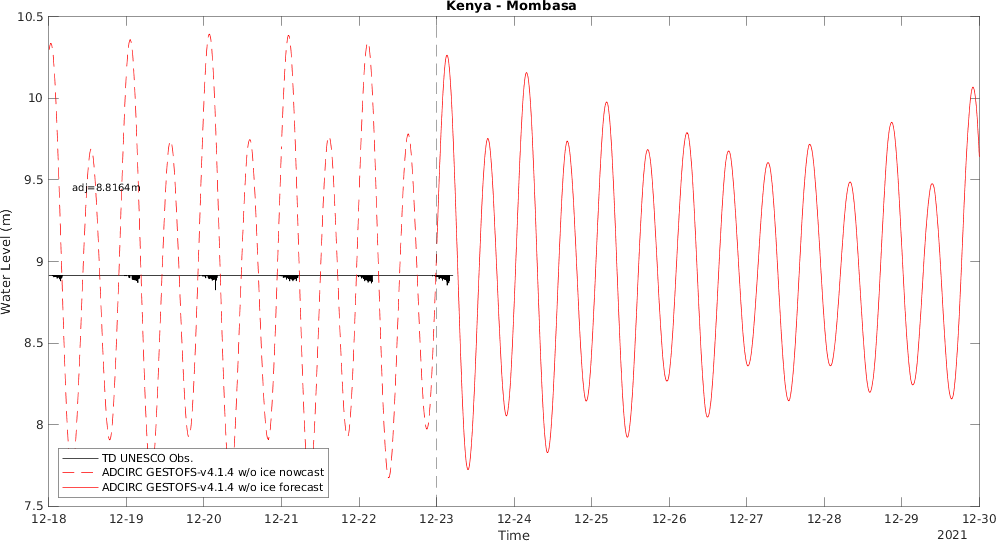 Kenya - Mombasa
10.5
10
9.5
9
8.5
8
7.5
Water Level (m)
adj=8.8164m
TD UNESCO Obs.
ADCIRC GESTOFS-v4.1.4 w/o ice nowcast
ADCIRC GESTOFS-v4.1.4 w/o ice forecast
12-18 12-19 12-20 12-21 12-22 12-23 12-24 12-25 12-26 12-27 12-28 12-29 12-30
Time
2021